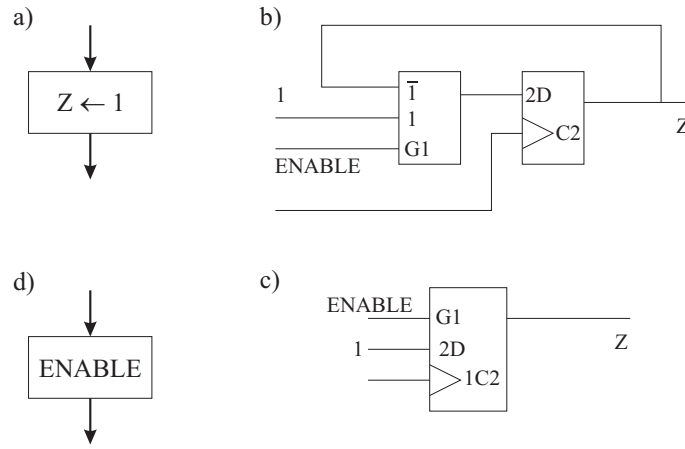 a)
Z ← 1
b)
1
1̅
1
G1
ENABLE
2D
C2
Z
d)
ENABLE
c)
ENABLE
G1
1
2D
1C2
Z